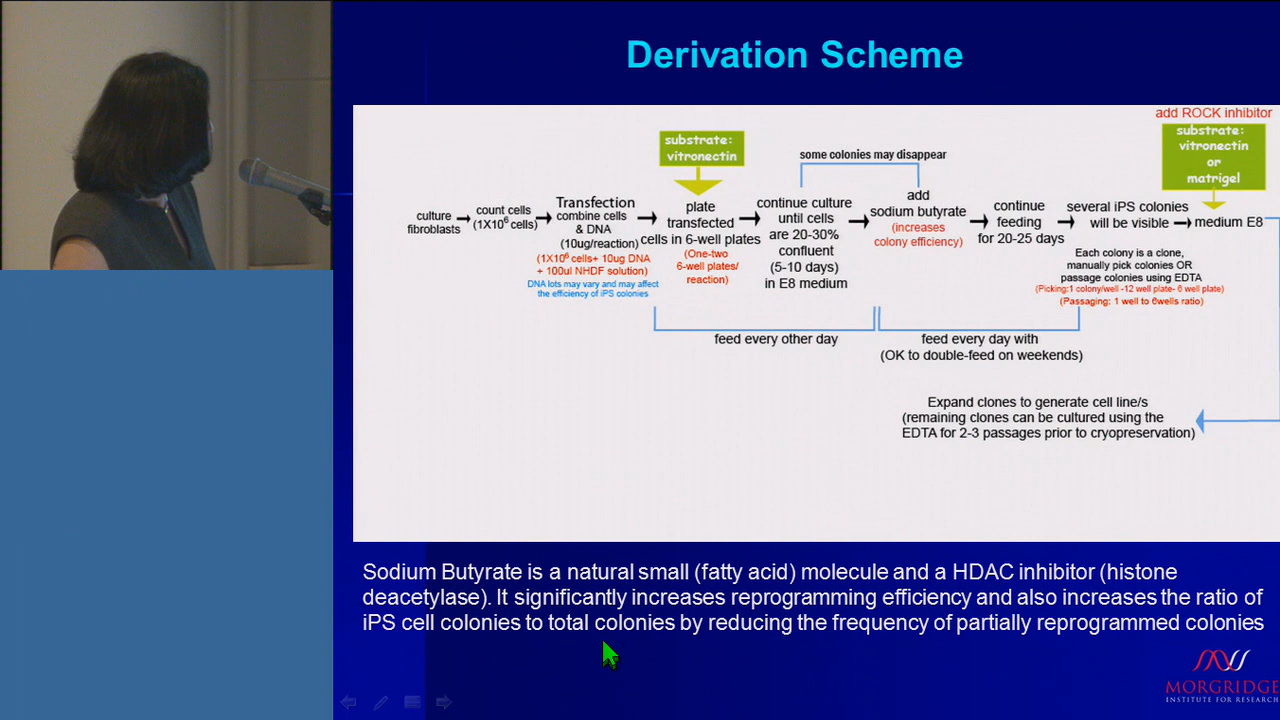 Derivation Scheme
add ROCK inhibitor
substrate:
vitronectin
or
matrigel
substrate:
vitronectin
some colonies may disappear
culture
fibroblasts
count cells
(1X10⁶ cells)
Transfection
combine cells
& DNA
(10ug/reaction)
(1X10⁶ cells+ 10ug DNA
+ 100ul NHDF solution)
DNA lots may vary and may affect
the efficiency of iPS colonies
plate
transfected
cells in 6-well plates
(One-two
6-well plates/
reaction)
continue culture
until cells
are 20-30%
confluent
(5-10 days)
in E8 medium
add
sodium butyrate
(increases
colony efficiency)
continue
feeding
for 20-25 days
several iPS colonies
will be visible
Each colony is a clone,
manually pick colonies OR
passage colonies using EDTA
(Picking:1 colony/well -12 well plate- 6 well plate)
(Passaging: 1 well to 6wells ratio)
medium E8
feed every other day
feed every day with
(OK to double-feed on weekends)
Expand clones to generate cell line/s
(remaining clones can be cultured using the
EDTA for 2-3 passages prior to cryopreservation)
Sodium Butyrate is a natural small (fatty acid) molecule and a HDAC inhibitor (histone
deacetylase). It significantly increases reprogramming efficiency and also increases the ratio of
iPS cell colonies to total colonies by reducing the frequency of partially reprogrammed colonies
MORGRIDGE
INSTITUTE FOR RESEARCH